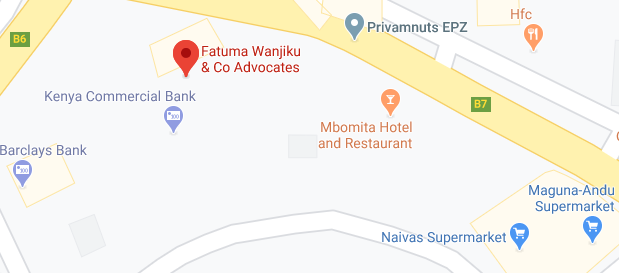 Hfc
Privamnuts EPZ
B6
Fatuma Wanjiku
& Co Advocates
Kenya Commercial Bank
B7
Mbomita Hotel
and Restaurant
Barclays Bank
Maguna-Andu
Supermarket
Naivas Supermarket